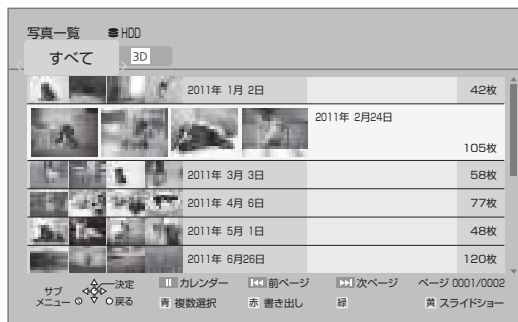 写真一覧 HDD
すべて 3D
2011年 1月 2日 42枚
2011年 2月24日
105枚
2011年 3月 3日 58枚
2011年 4月 6日 77枚
2011年 5月 1日 48枚
2011年 6月26日 120枚
サブメニュー S 決定 戻る
カレンダー 前ページ 次ページ ページ 0001/0002
青 複数選択 赤 書き出し 緑 黄 スライドショー